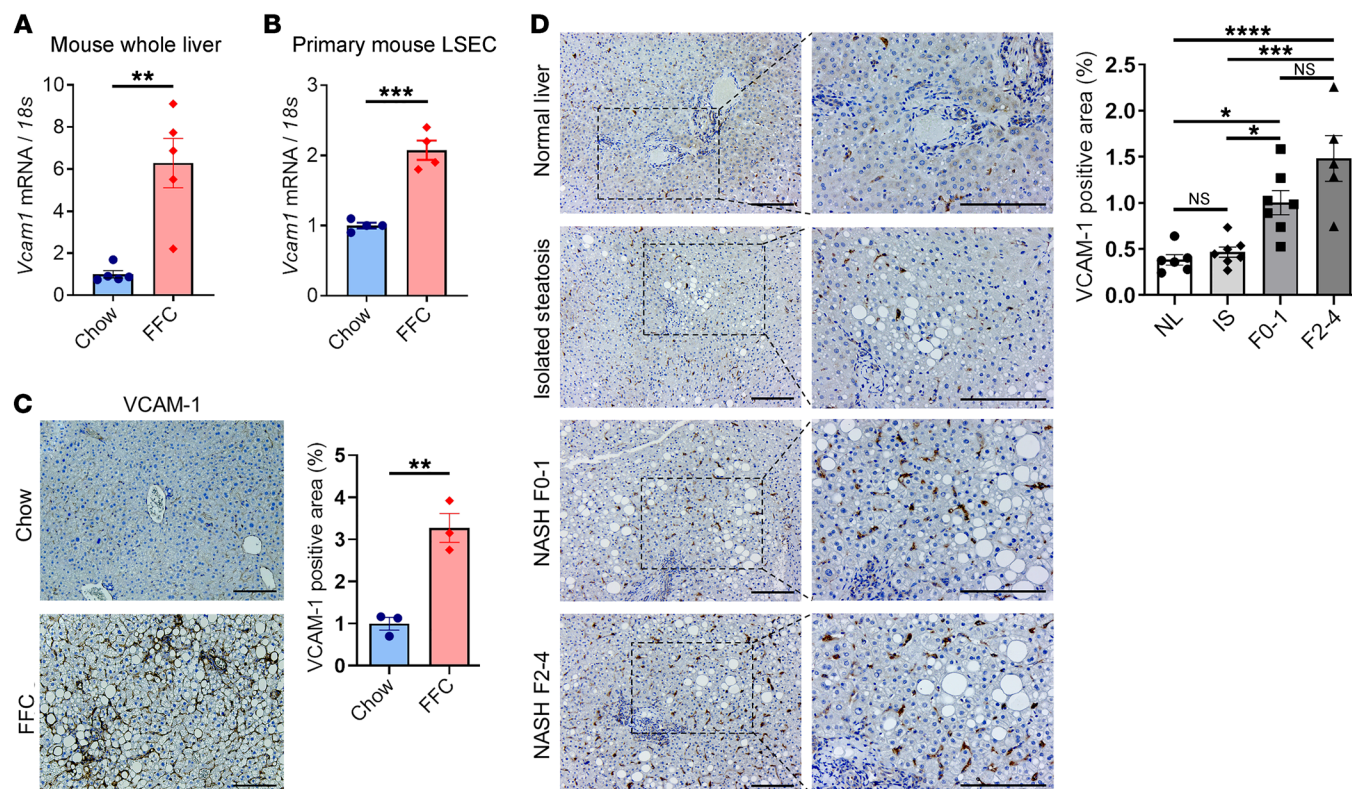 A
Mouse whole liver
Vcam1 mRNA / 18s
10
8
6
4
2
0
**
Chow
FFC
B
Primary mouse LSEC
Vcam1 mRNA / 18s
3
2
1
0
***
Chow
FFC
C
VCAM-1
Chow
FFC
VCAM-1 positive area (%)
5
4
3
2
1
0
**
Chow
FFC
D
Normal liver
Isolated steatosis
NASH F0-1
NASH F2-4
VCAM-1 positive area (%)
2.5
2.0
1.5
1.0
0.5
0.0
****
***
NS
*
*
NS
NL
IS
F0-1
F2-4